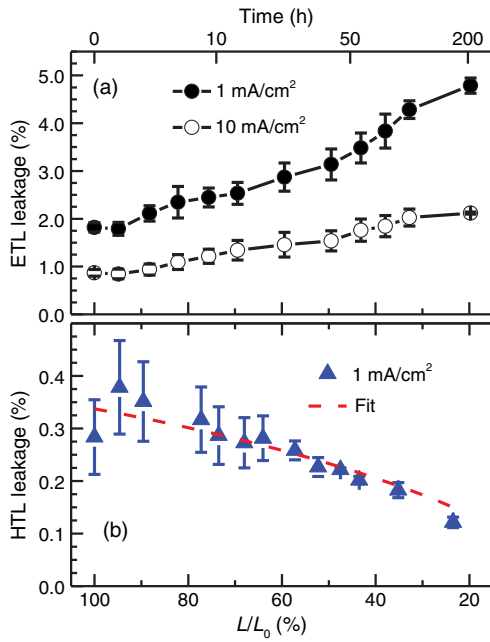 Time (h)
0 10 50 200
(a)
1 mA/cm²
10 mA/cm²
5.0
4.0
3.0
2.0
1.0
0.0
ETL leakage (%)
1 mA/cm²
Fit
(b)
0.4
0.3
0.2
0.1
0.0
HTL leakage (%)
100 80 60 40 20
L/L₀ (%)